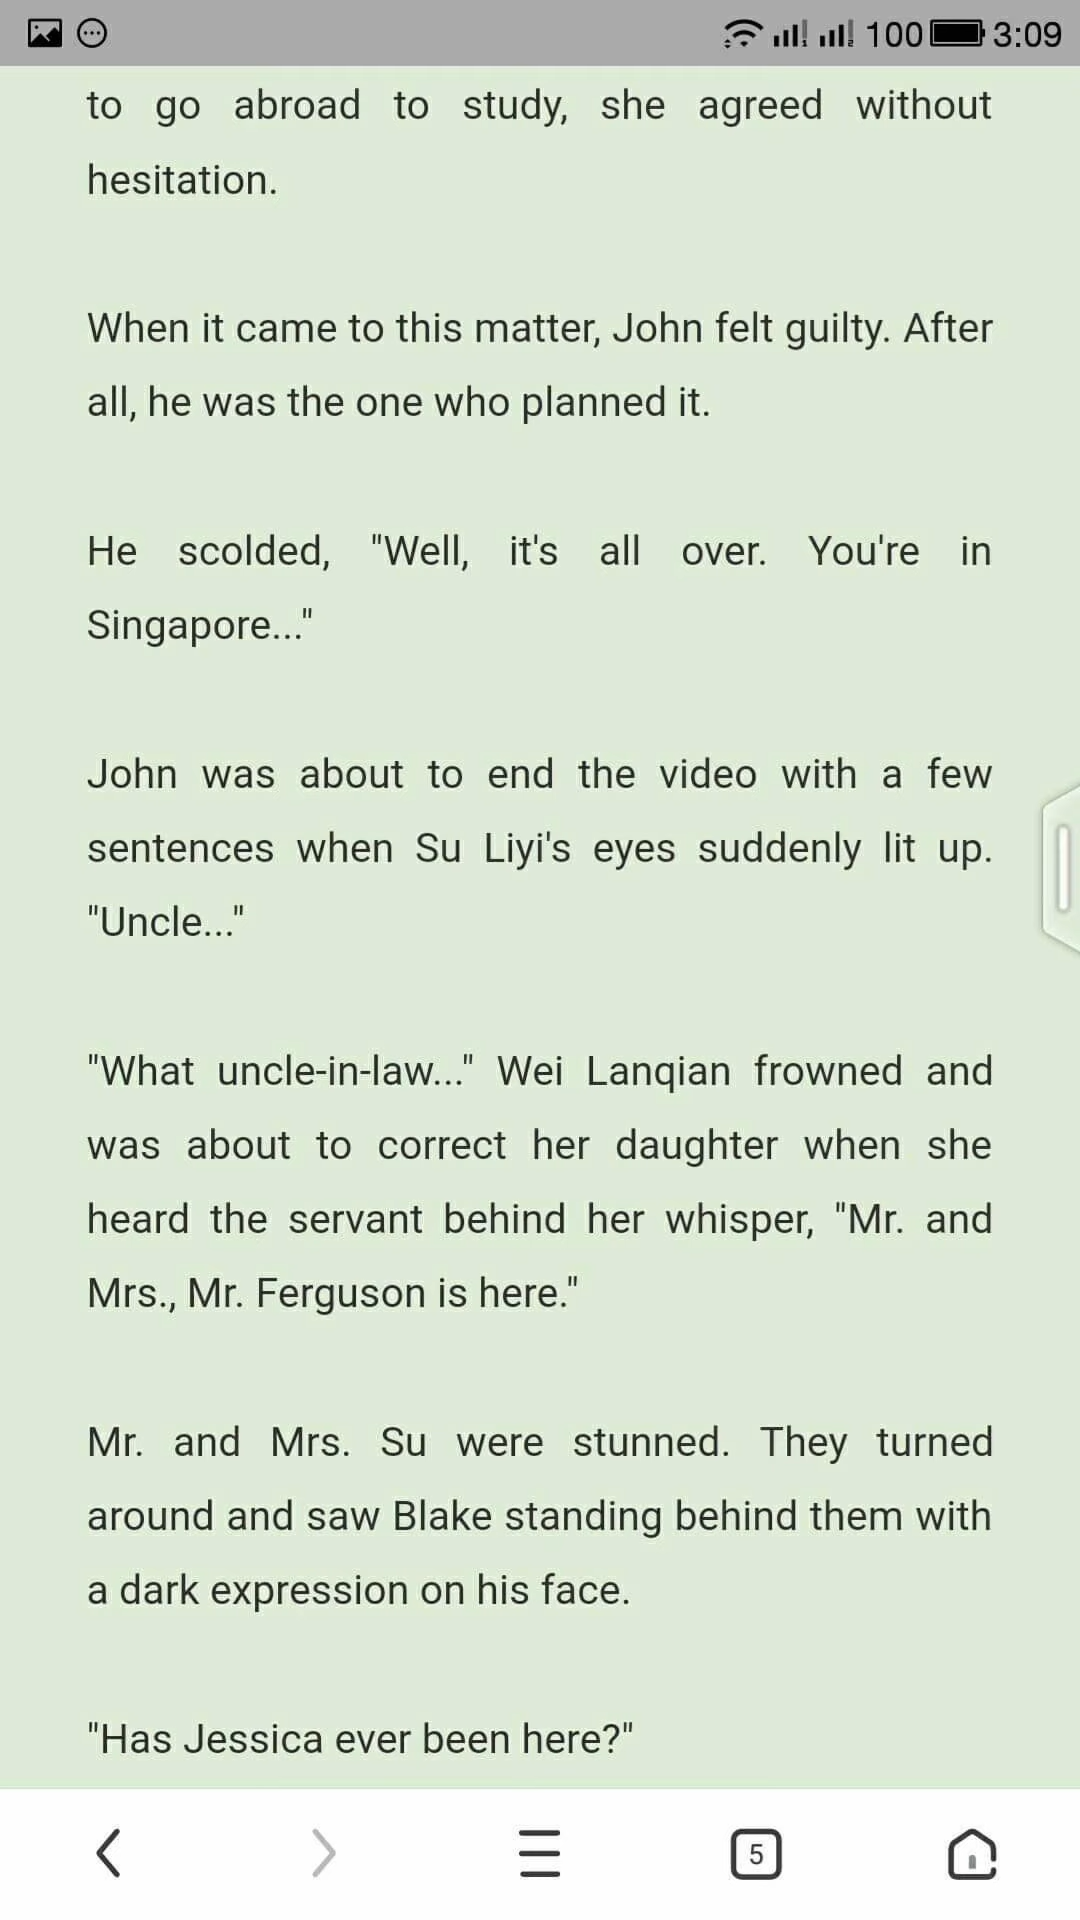 100 3:09
to go abroad to study, she agreed without
hesitation.
When it came to this matter, John felt guilty. After
all, he was the one who planned it.
He scolded, "Well, it's all over. You're in
Singapore..."
John was about to end the video with a few
sentences when Su Liyi's eyes suddenly lit up.
"Uncle..."
"What uncle-in-law..." Wei Lanqian frowned and
was about to correct her daughter when she
heard the servant behind her whisper, "Mr. and
Mrs., Mr. Ferguson is here."
Mr. and Mrs. Su were stunned. They turned
around and saw Blake standing behind them with
a dark expression on his face.
"Has Jessica ever been here?"
5